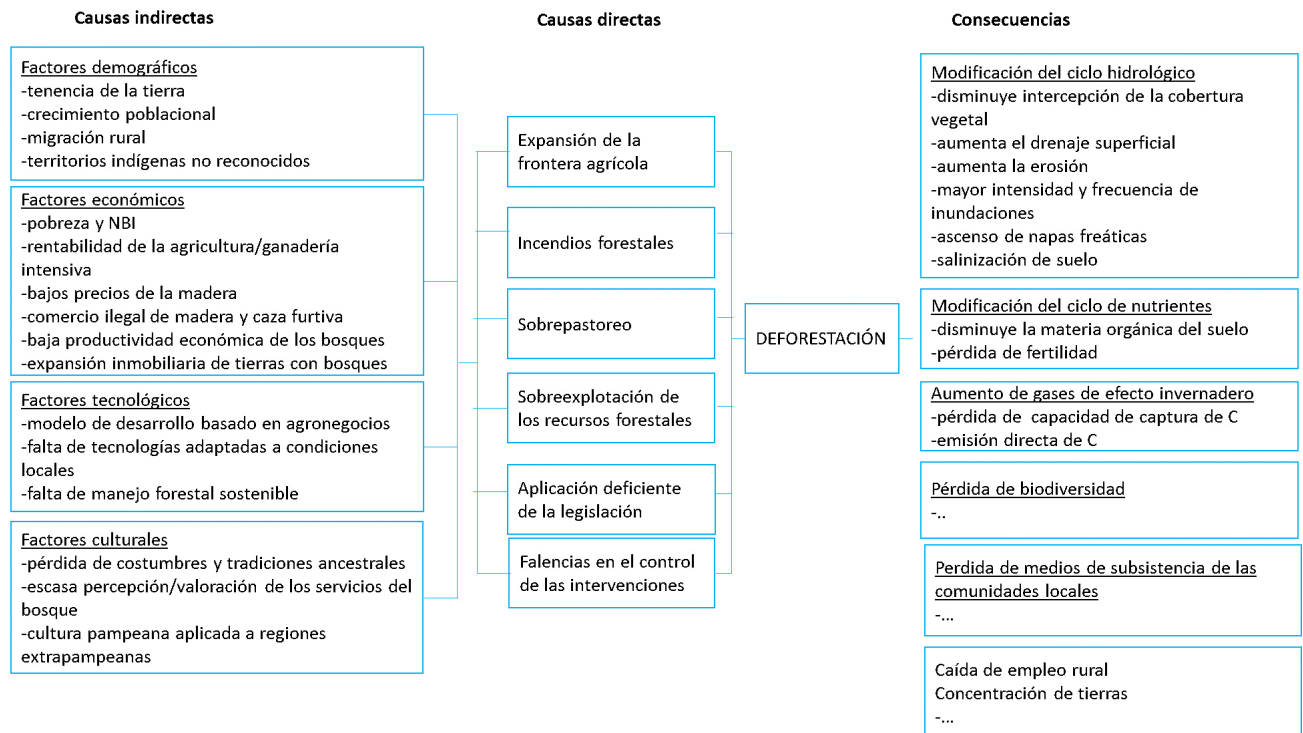 Causas indirectas
Factores demográficos
-tenencia de la tierra
-crecimiento poblacional
-migración rural
-territorios indígenas no reconocidos
Factores económicos
-pobreza y NBI
-rentabilidad de la agricultura/ganadería
intensiva
-bajos precios de la madera
-comercio ilegal de madera y caza furtiva
-baja productividad económica de los bosques
-expansión inmobiliaria de tierras con bosques
Factores tecnológicos
-modelo de desarrollo basado en agronegocios
-falta de tecnologías adaptadas a condiciones
locales
-falta de manejo forestal sostenible
Factores culturales
-pérdida de costumbres y tradiciones ancestrales
-escasa percepción/valoración de los servicios del
bosque
-cultura pampeana aplicada a regiones
extrapampeanas
Causas directas
Expansión de la
frontera agrícola
Incendios forestales
Sobrepastoreo
Sobreexplotación de
los recursos forestales
Aplicación deficiente
de la legislación
Falencias en el control
de las intervenciones
DEFORESTACIÓN
Consecuencias
Modificación del ciclo hidrológico
-disminuye intercepción de la cobertura
vegetal
-aumenta el drenaje superficial
-aumenta la erosión
-mayor intensidad y frecuencia de
inundaciones
-ascenso de napas freáticas
-salinización de suelo
Modificación del ciclo de nutrientes
-disminuye la materia orgánica del suelo
-pérdida de fertilidad
Aumento de gases de efecto invernadero
-pérdida de capacidad de captura de C
-emisión directa de C
Pérdida de biodiversidad
-..
Perdida de medios de subsistencia de las
comunidades locales
-...
Caída de empleo rural
Concentración de tierras
-...